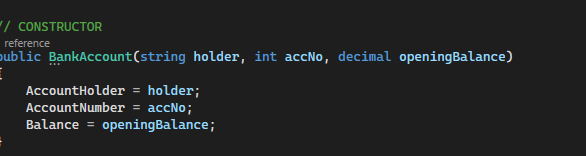 // CONSTRUCTOR
reference
public BankAccount(string holder, int accNo, decimal openingBalance)
{
AccountHolder = holder;
AccountNumber = accNo;
Balance = openingBalance;
}